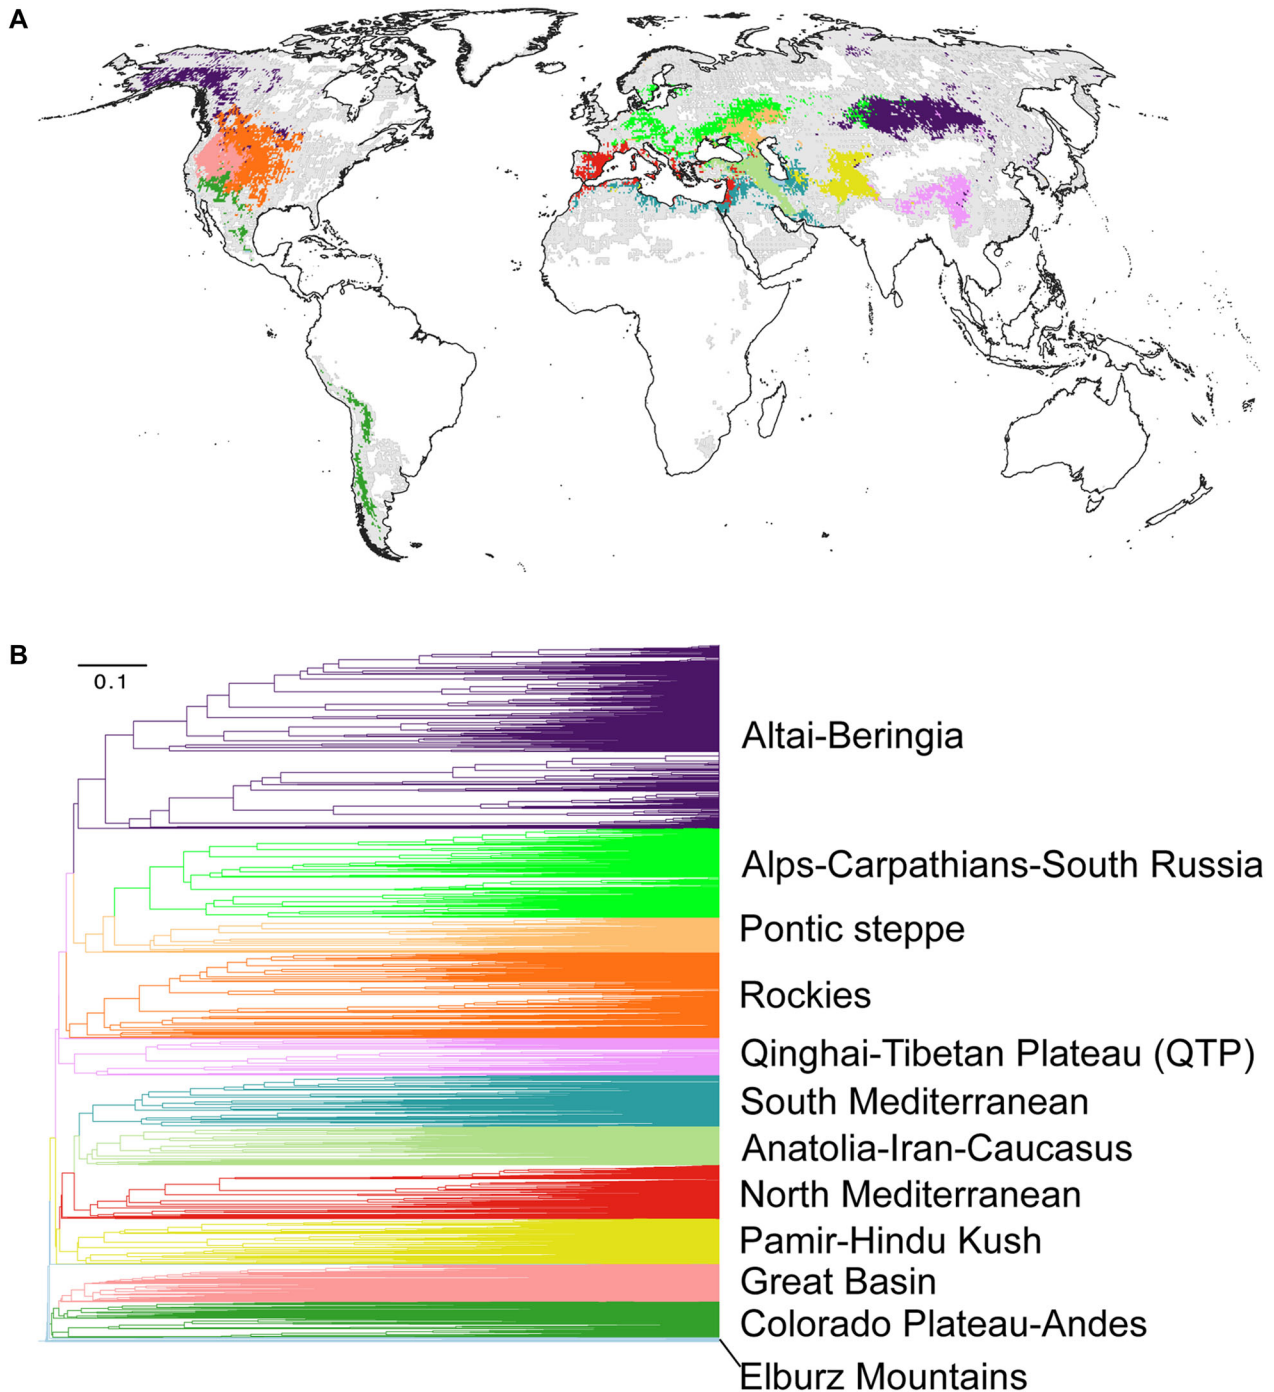 A
B
0.1
Altai-Beringia
Alps-Carpathians-South Russia
Pontic steppe
Rockies
Qinghai-Tibetan Plateau (QTP)
South Mediterranean
Anatolia-Iran-Caucasus
North Mediterranean
Pamir-Hindu Kush
Great Basin
Colorado Plateau-Andes
Elburz Mountains